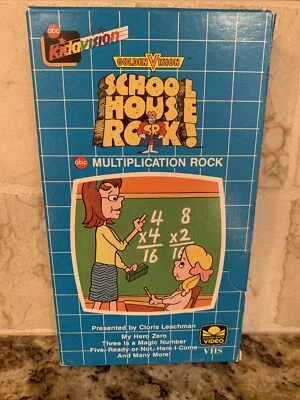 abc
kidavision
GOLDEN VISION
SCHOOL
HOUSE
ROCK!
SR
abc MULTIPLICATION ROCK
4 8
x4 x2
16 16
Presented by Cloris Leachman
My Hero Zero
Three Is a Magic Number
Five, Ready or Not, Here I Come
And Many More
GOLDEN BOOK
VIDEO
VHS